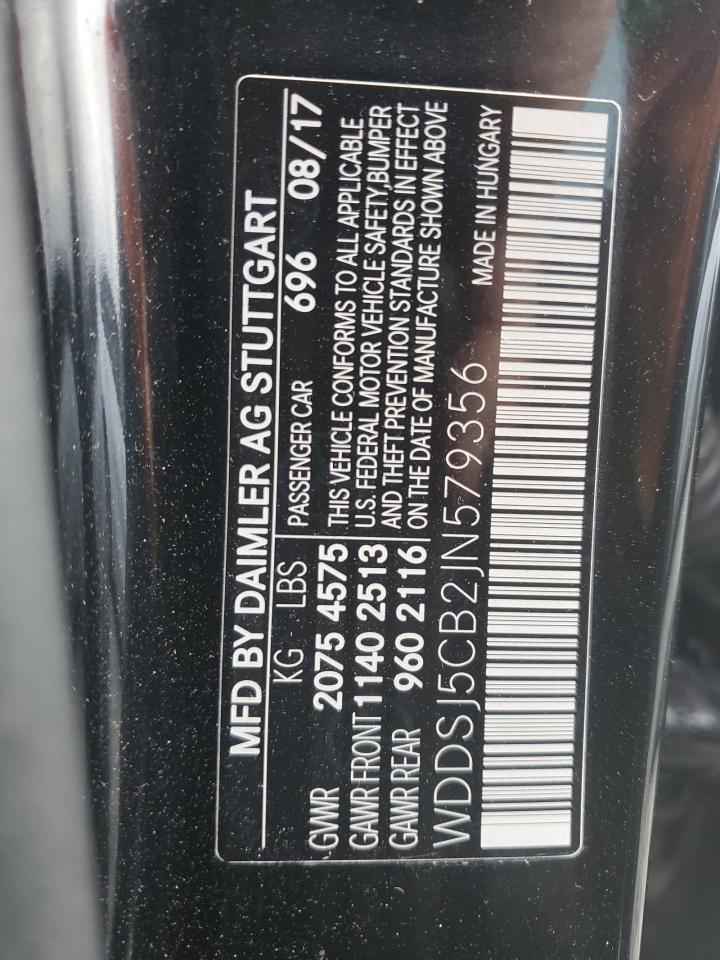 MFD BY DAIMLER AG STUTTGART
KG - LBS PASSENGER CAR 696 08/17
GVWR 2075 4575 THIS VEHICLE CONFORMS TO ALL APPLICABLE
GAWR FRONT 1140 2513 U.S. FEDERAL MOTOR VEHICLE SAFETY,BUMPER
GAWR REAR 960 2116 AND THEFT PREVENTION STANDARDS IN EFFECT
ON THE DATE OF MANUFACTURE SHOWN ABOVE
WDDSJ5CB2JN579356 MADE IN HUNGARY